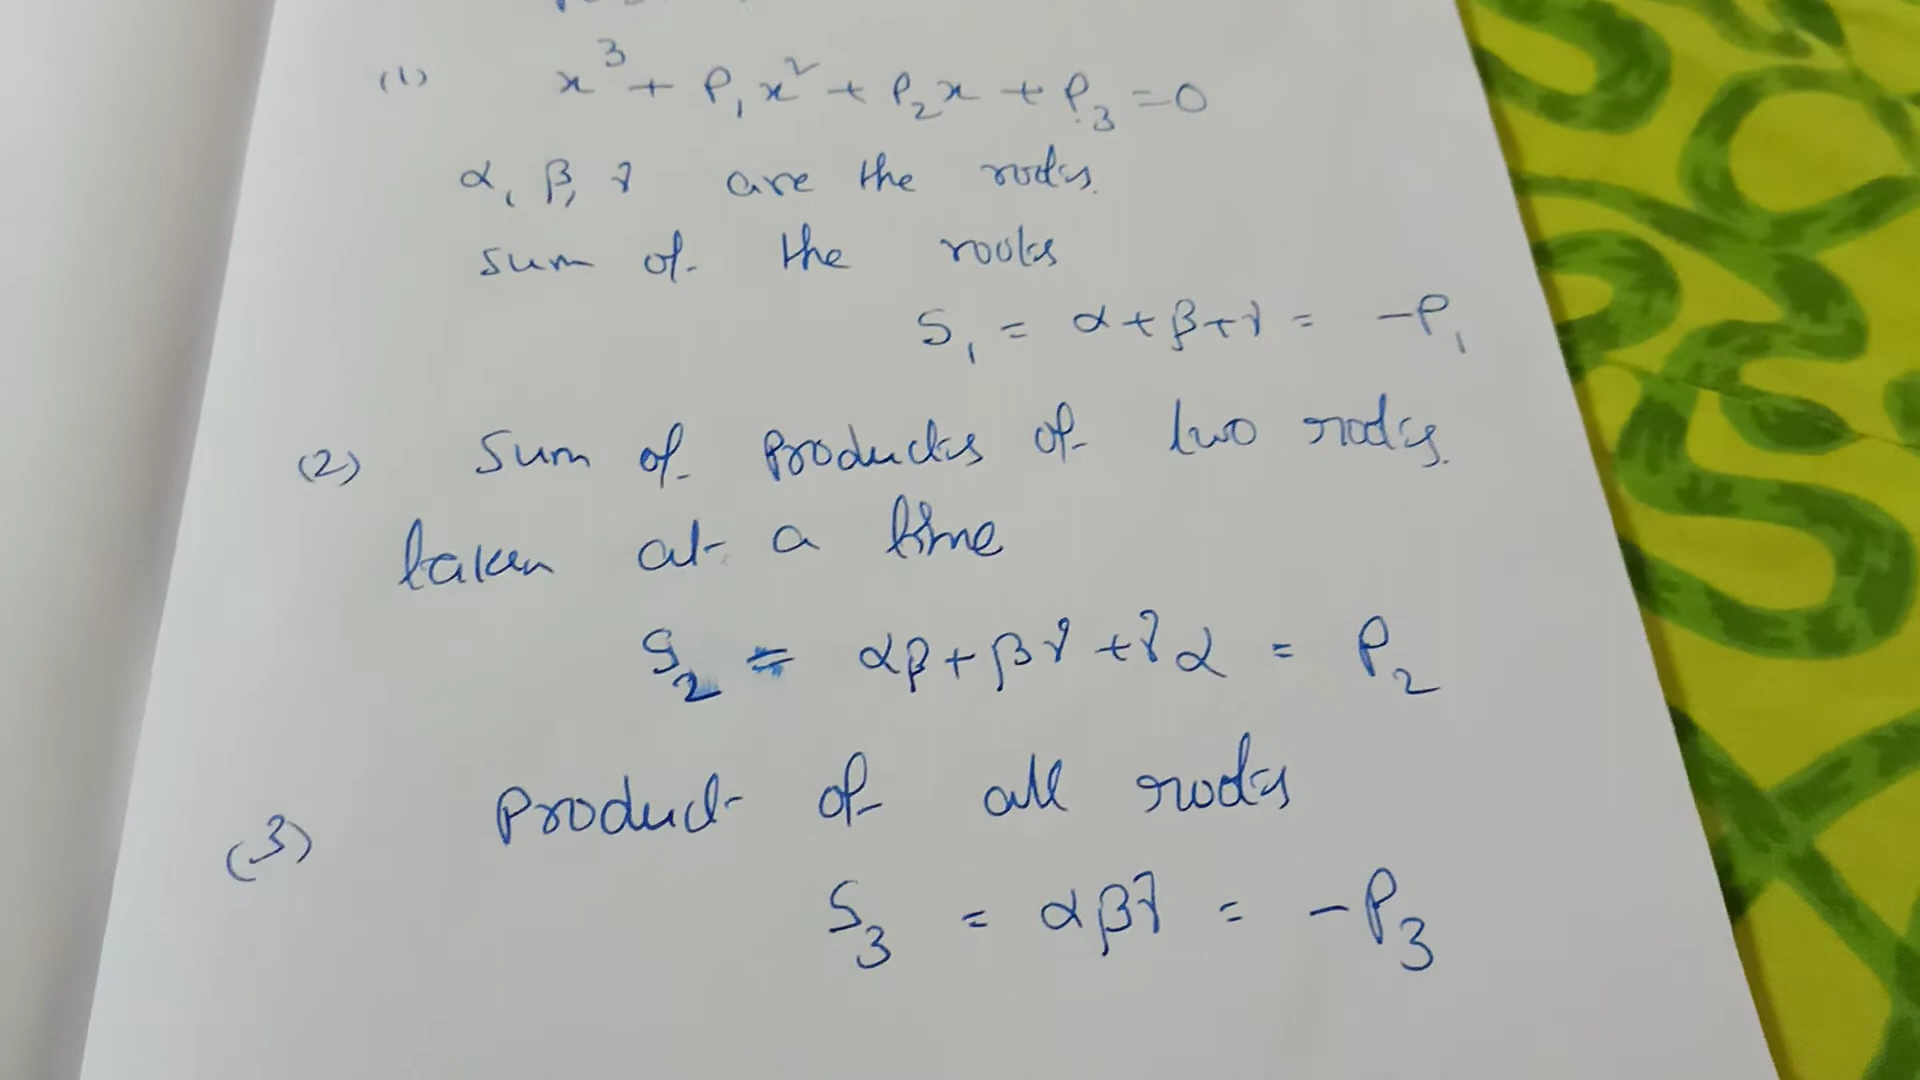 (1) x³ + P₁x² + P₂x + P₃ = 0
α, β, γ are the roots.
sum of the roots
S₁ = α+β+γ = -P₁
(2) Sum of Products of two roots.
taken at a time
S₂ = αβ+βγ+γα = P₂
(3) Product of all roots
S₃ = αβγ = -P₃